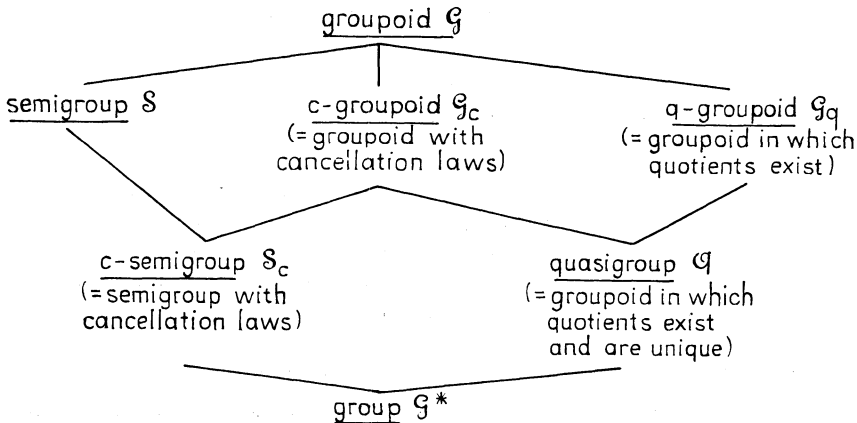 groupoid 𝒢
semigroup 𝒮
c-groupoid 𝒢c
(= groupoid with
cancellation laws)
q-groupoid 𝒢q
(= groupoid in which
quotients exist)
c-semigroup 𝒮c
(= semigroup with
cancellation laws)
quasigroup 𝒬
(= groupoid in which
quotients exist
and are unique)
group 𝒢*